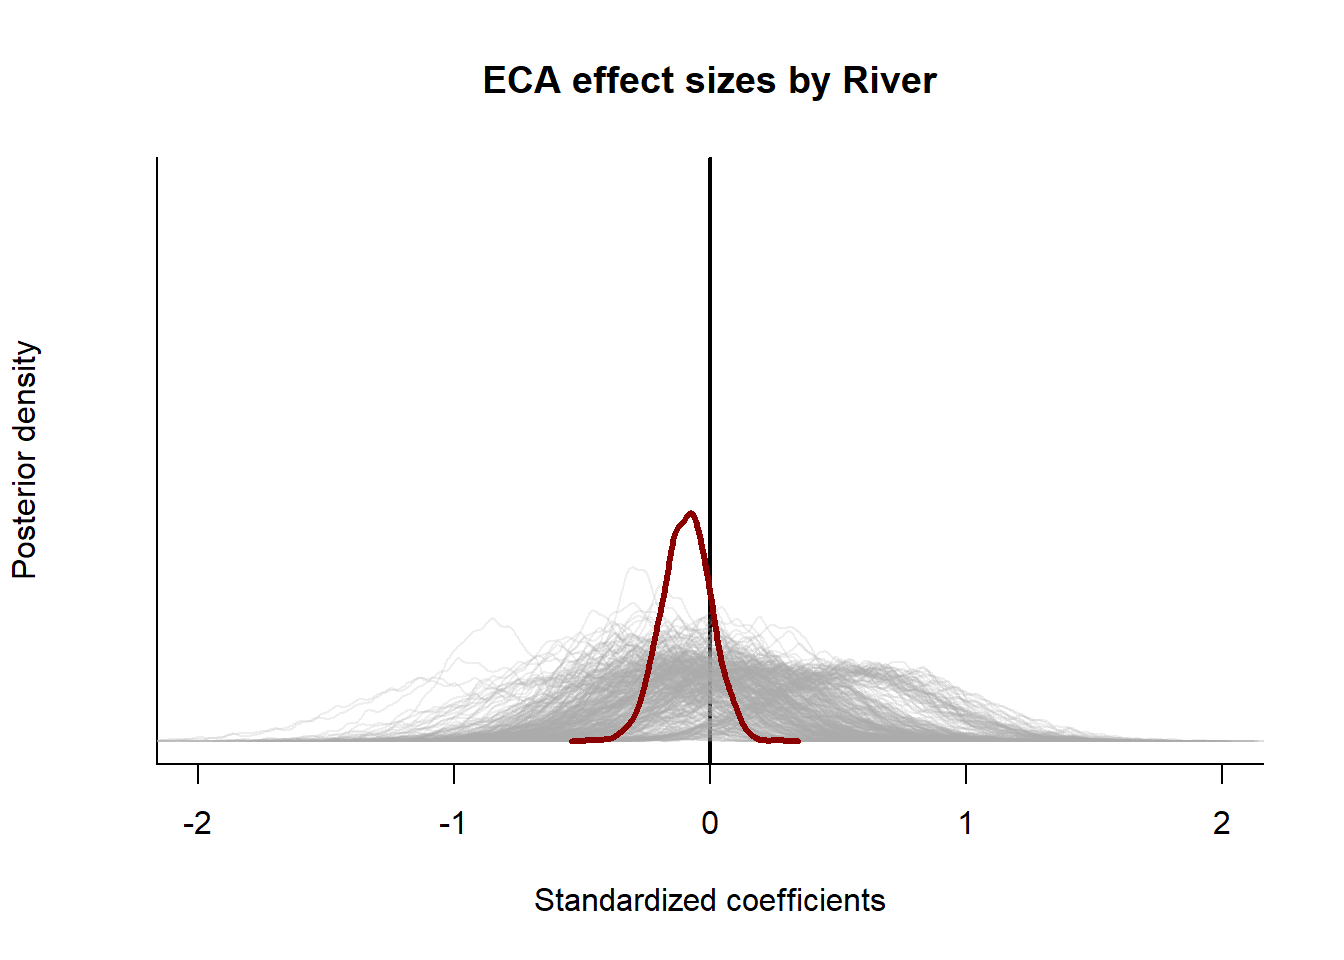 ECA effect sizes by River
Posterior density
-2
-1
0
1
2
Standardized coefficients